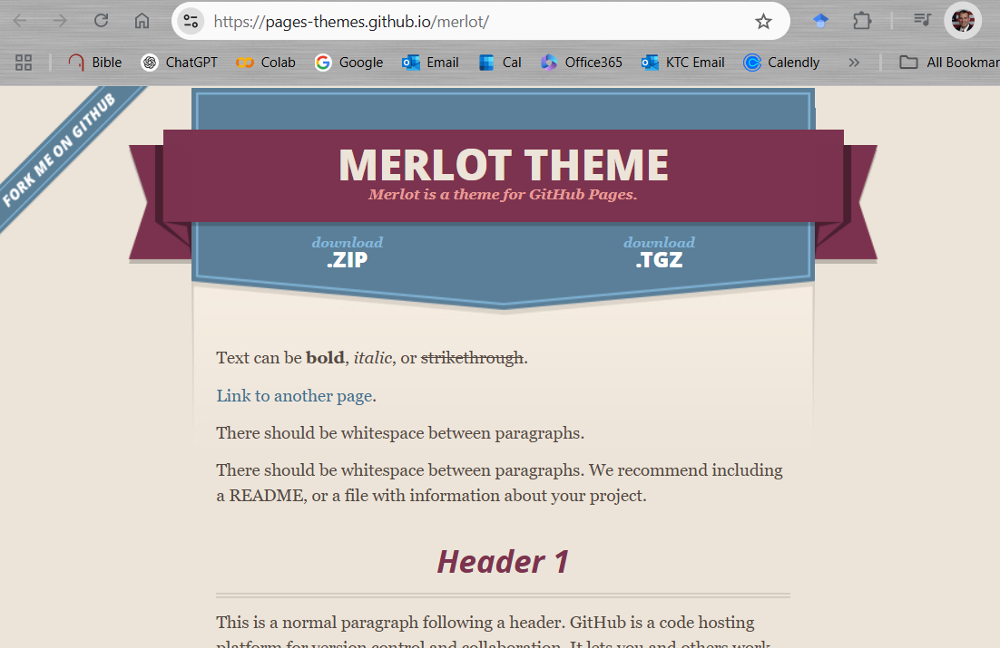 https://pages-themes.github.io/merlot/
Bible ChatGPT Colab Google Email Cal Office365 KTC Email Calendly » All Bookmar
FORK ME ON GITHUB
MERLOT THEME
Merlot is a theme for GitHub Pages.
download download
.ZIP .TGZ
Text can be bold, italic, or strikethrough.
Link to another page.
There should be whitespace between paragraphs.
There should be whitespace between paragraphs. We recommend including
a README, or a file with information about your project.
Header 1
This is a normal paragraph following a header. GitHub is a code hosting
platform for version control and collaboration. It lets you and others work